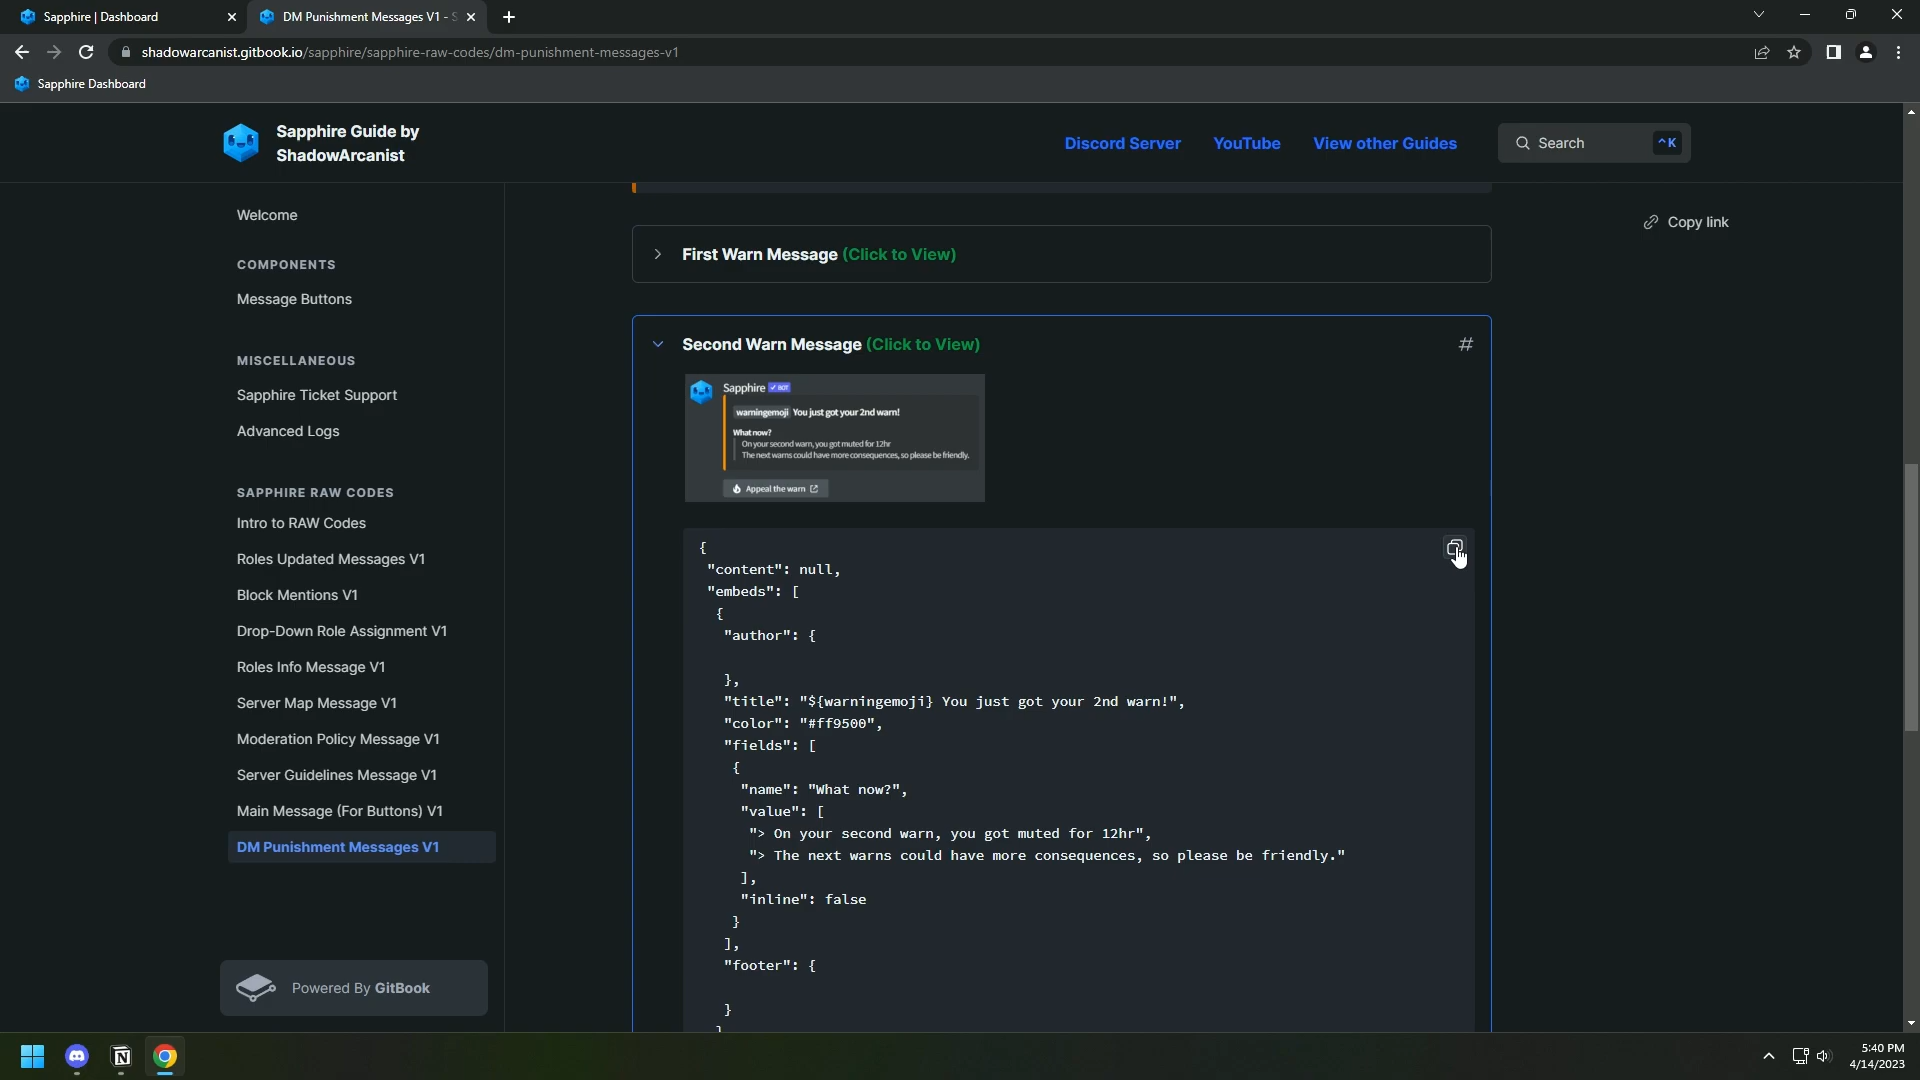 Sapphire | Dashboard
DM Punishment Messages V1 - S
shadowarcanist.gitbook.io/sapphire/sapphire-raw-codes/dm-punishment-messages-v1
Sapphire Dashboard
Sapphire Guide by
ShadowArcanist
Discord Server
YouTube
View other Guides
Search
^K
Welcome
COMPONENTS
Message Buttons
MISCELLANEOUS
Sapphire Ticket Support
Advanced Logs
SAPPHIRE RAW CODES
Intro to RAW Codes
Roles Updated Messages V1
Block Mentions V1
Drop-Down Role Assignment V1
Roles Info Message V1
Server Map Message V1
Moderation Policy Message V1
Server Guidelines Message V1
Main Message (For Buttons) V1
DM Punishment Messages V1
Powered By GitBook
Copy link
First Warn Message (Click to View)
Second Warn Message (Click to View)
#
Sapphire ✓ BOT
warningemoji You just got your 2nd warn!
What now?
On your second warn, you got muted for 12hr
The next warns could have more consequences, so please be friendly.
Appeal the warn
{
"content": null,
"embeds": [
{
"author": {
},
"title": "${warningemoji} You just got your 2nd warn!",
"color": "#ff9500",
"fields": [
{
"name": "What now?",
"value": [
"> On your second warn, you got muted for 12hr",
"> The next warns could have more consequences, so please be friendly."
],
"inline": false
}
],
"footer": {
}
5:40 PM
4/14/2023